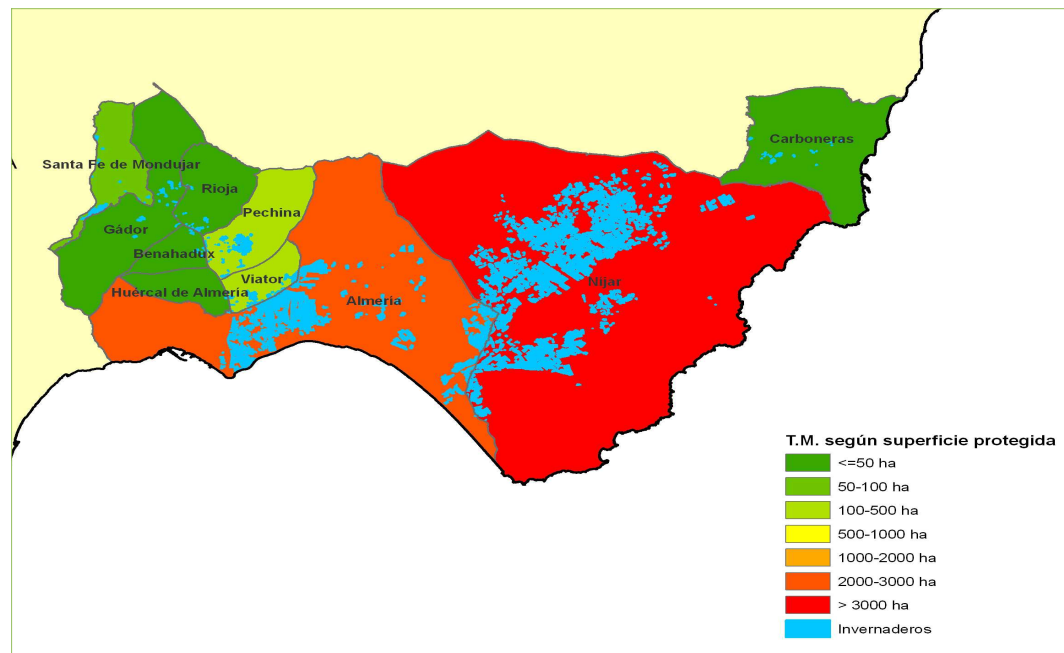 Carboneras
Santa Fe de Mondujar
Rioja
Pechina
Gádor
Benahadux
Viator
Níjar
Huércal de Almería
Almería
T.M. según superficie protegida
<=50 ha
50-100 ha
100-500 ha
500-1000 ha
1000-2000 ha
2000-3000 ha
> 3000 ha
Invernaderos